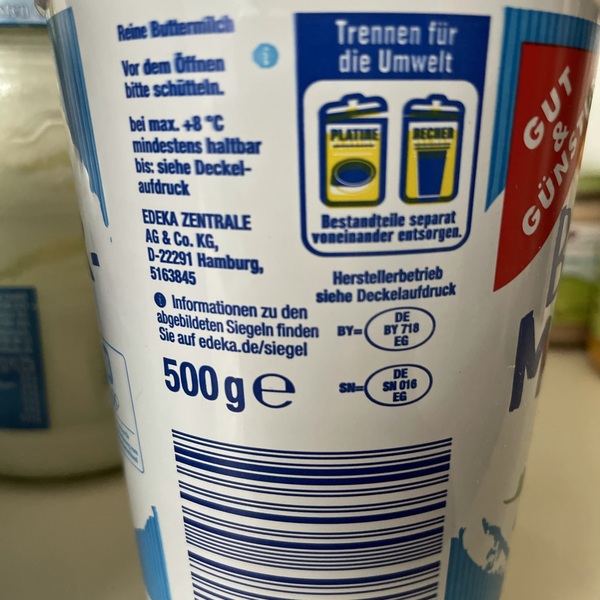 Reine Buttermilch
Vor dem Öffnen
bitte schütteln.
bei max. +8 °C
mindestens haltbar
bis: siehe Deckel-
aufdruck
EDEKA ZENTRALE
AG & Co. KG,
D-22291 Hamburg,
5163845
i Informationen zu den
abgebildeten Siegeln finden
Sie auf edeka.de/siegel
500 g e
i
Trennen für
die Umwelt
PLATINE
BECHER
Bestandteile separat
voneinander entsorgen.
Herstellerbetrieb
siehe Deckelaufdruck
BY=
DE
BY 718
EG
SN=
DE
SN 016
EG
GUT
&